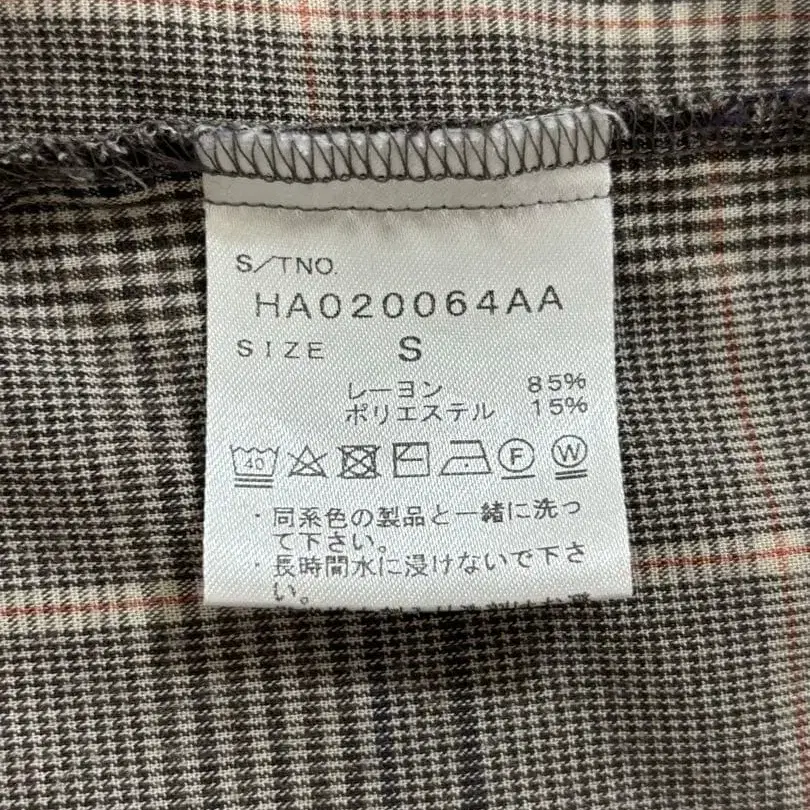 S/TNO.
HA020064AA
SIZE S
レーヨン 85%
ポリエステル 15%
40 F W
・同系色の製品と一緒に洗っ
て下さい。
・長時間水に浸けないで下さ
い。